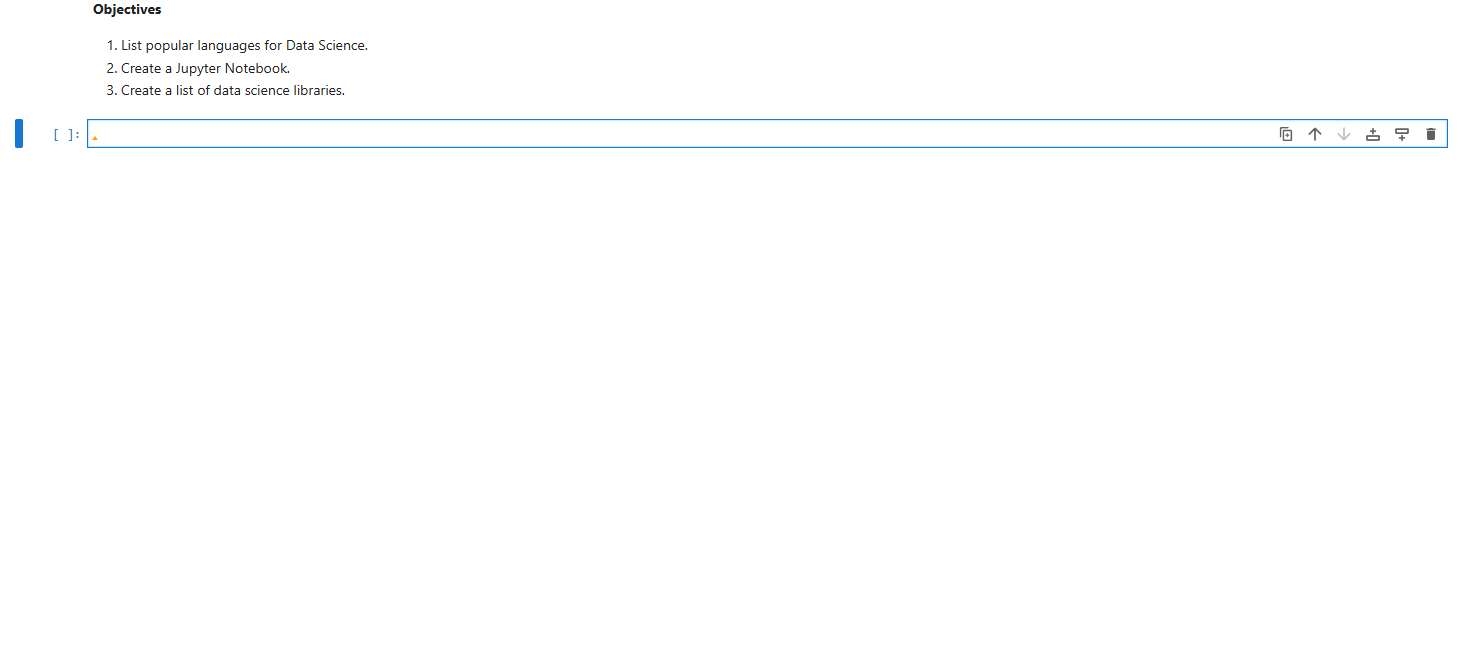 Objectives
1. List popular languages for Data Science.
2. Create a Jupyter Notebook.
3. Create a list of data science libraries.
[ ]: